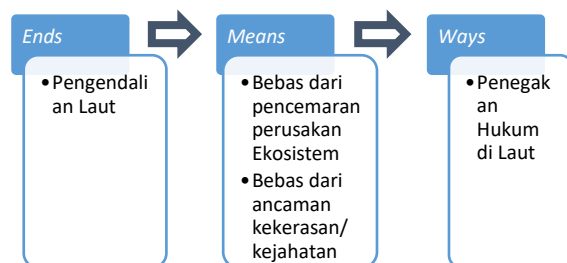 Ends
Means
Ways
•Pengendali
an Laut
•Bebas dari
pencemaran
perusakan
Ekosistem
•Bebas dari
ancaman
kekerasan/
kejahatan
•Penegak
an
Hukum
di Laut